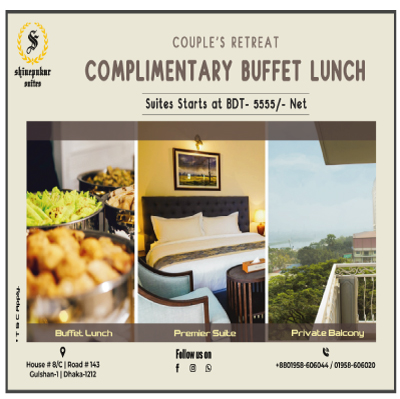 S
shinepukur
suites
COUPLE'S RETREAT
COMPLIMENTARY BUFFET LUNCH
Suites Starts at BDT- 5555/- Net
* T & C Apply.
Buffet Lunch
Premier Suite
Private Balcony
House # 8/C | Road # 143
Gulshan-1 | Dhaka-1212
Follow us on
+8801958-606044 / 01958-606020